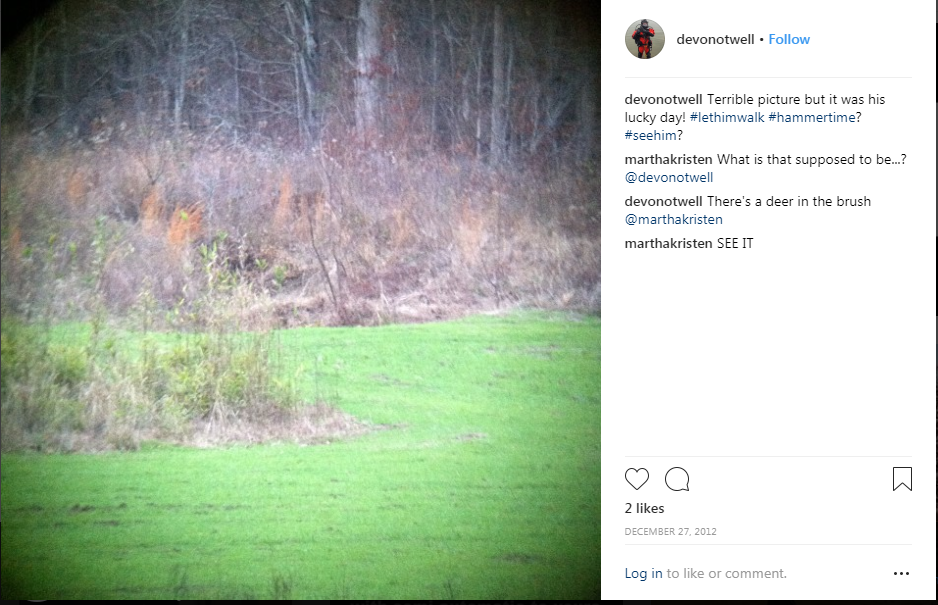 devonotwell • Follow
devonotwell Terrible picture but it was his
lucky day! #lethimwalk #hammertime?
#seehim?
marthakristen What is that supposed to be...?
@devonotwell
devonotwell There's a deer in the brush
@marthakristen
marthakristen SEE IT
2 likes
DECEMBER 27, 2012
Log in to like or comment.